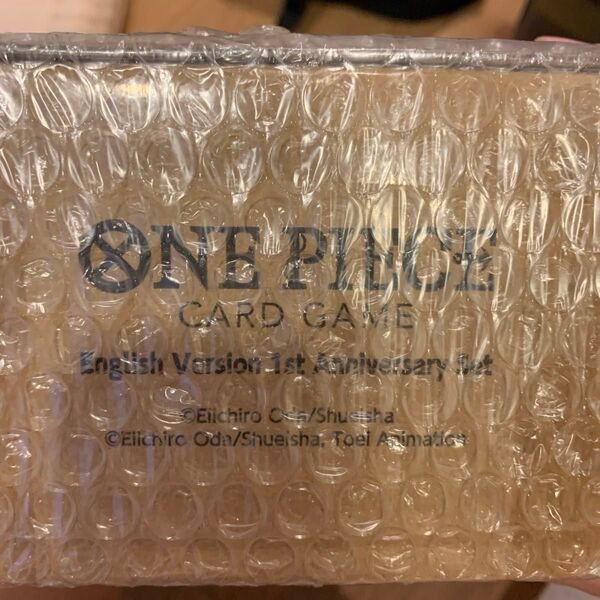 ONE PIECE
CARD GAME
English Version 1st Anniversary Set
©Eiichiro Oda/Shueisha
©Eiichiro Oda/Shueisha, Toei Animation